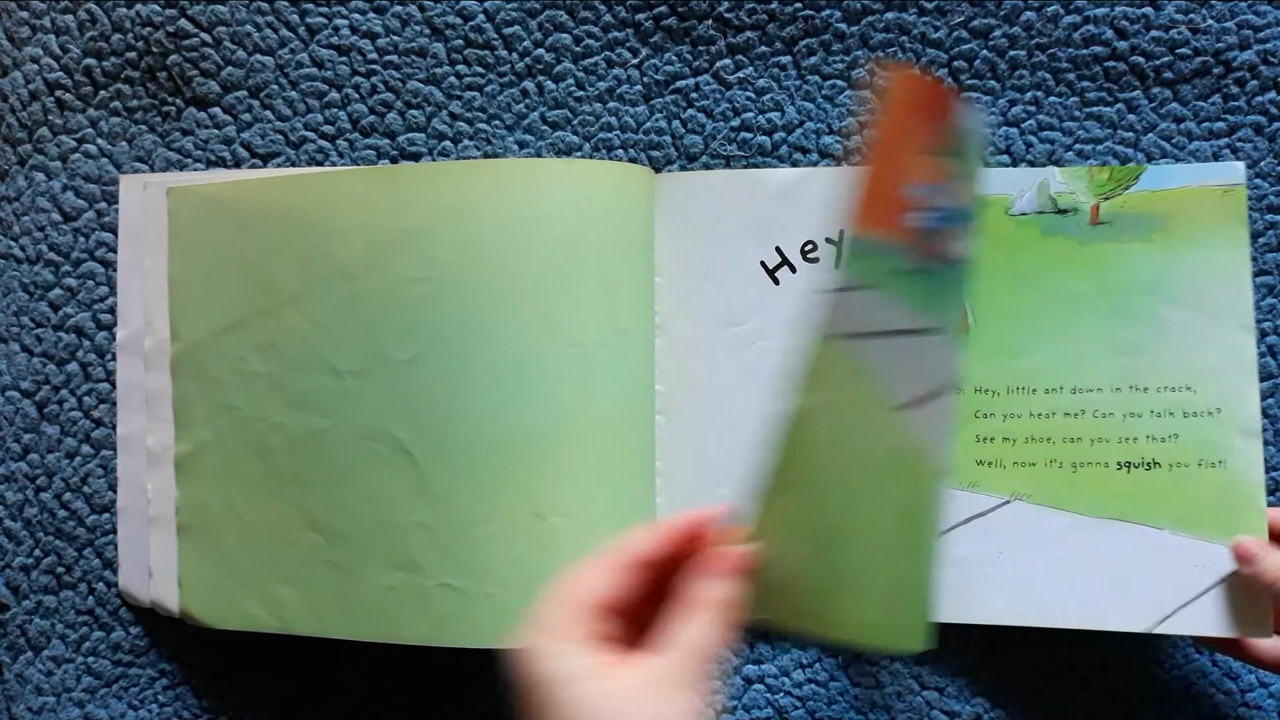 Hey
Hey, little ant down in the crack,
Can you hear me? Can you talk back?
See my shoe, can you see that?
Well, now it's gonna squish you flat!